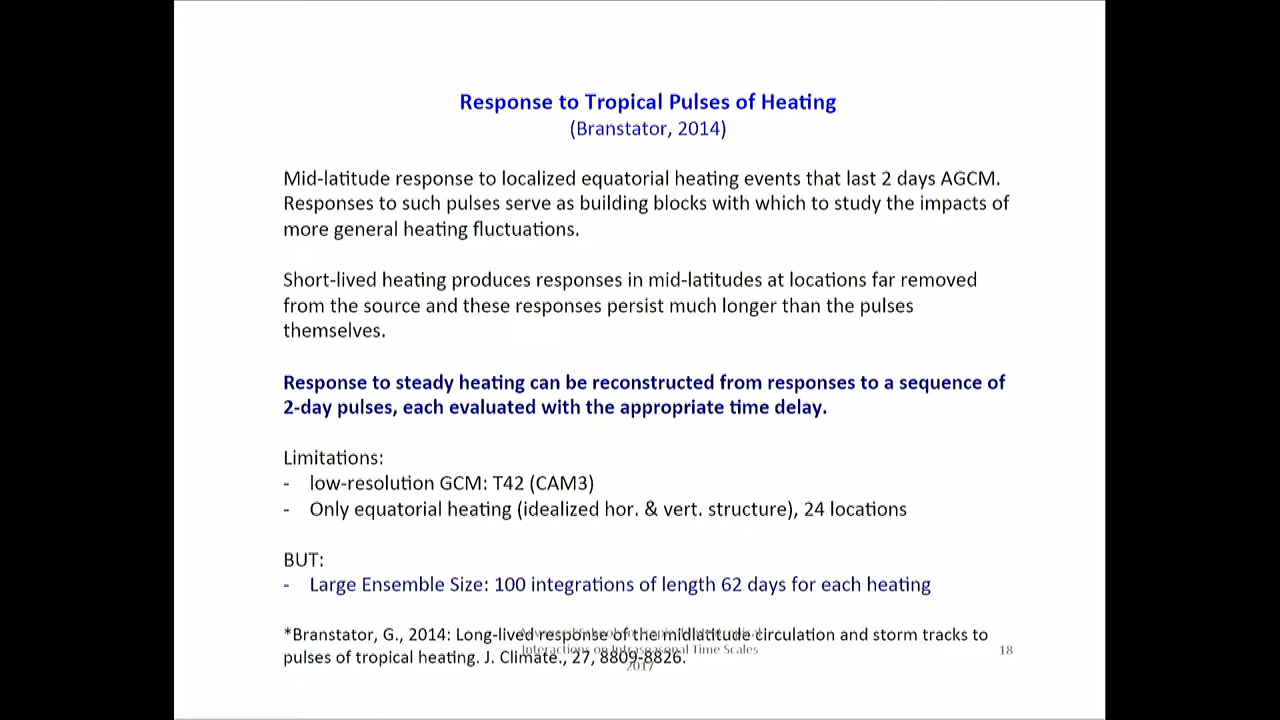 Response to Tropical Pulses of Heating
(Branstator, 2014)
Mid-latitude response to localized equatorial heating events that last 2 days AGCM.
Responses to such pulses serve as building blocks with which to study the impacts of
more general heating fluctuations.
Short-lived heating produces responses in mid-latitudes at locations far removed
from the source and these responses persist much longer than the pulses
themselves.
Response to steady heating can be reconstructed from responses to a sequence of
2-day pulses, each evaluated with the appropriate time delay.
Limitations:
- low-resolution GCM: T42 (CAM3)
- Only equatorial heating (idealized hor. & vert. structure), 24 locations
BUT:
- Large Ensemble Size: 100 integrations of length 62 days for each heating
*Branstator, G., 2014: Long-lived response of the midlatitude circulation and storm tracks to
pulses of tropical heating. J. Climate., 27, 8809-8826.
Interactions on Intraseasonal Time Scales
2017
18